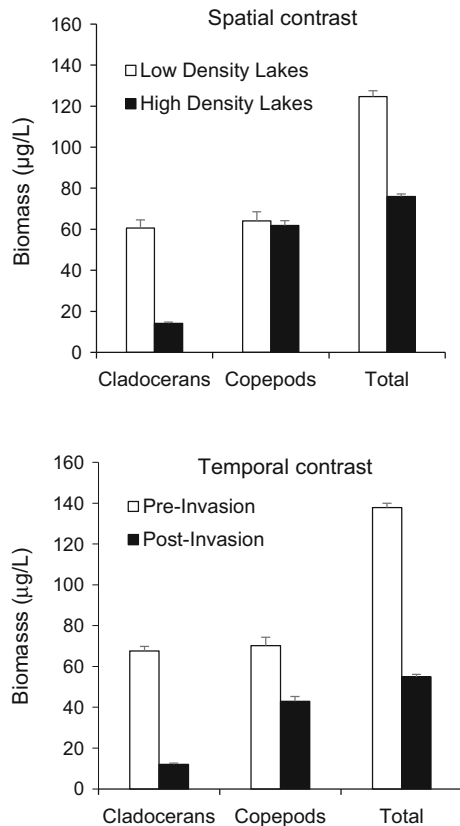 Spatial contrast
160
140
120
100
80
60
40
20
0
Biomass (µg/L)
Low Density Lakes
High Density Lakes
Cladocerans Copepods Total
Temporal contrast
160
140
120
100
80
60
40
20
0
Biomasss (µg/L)
Pre-Invasion
Post-Invasion
Cladocerans Copepods Total